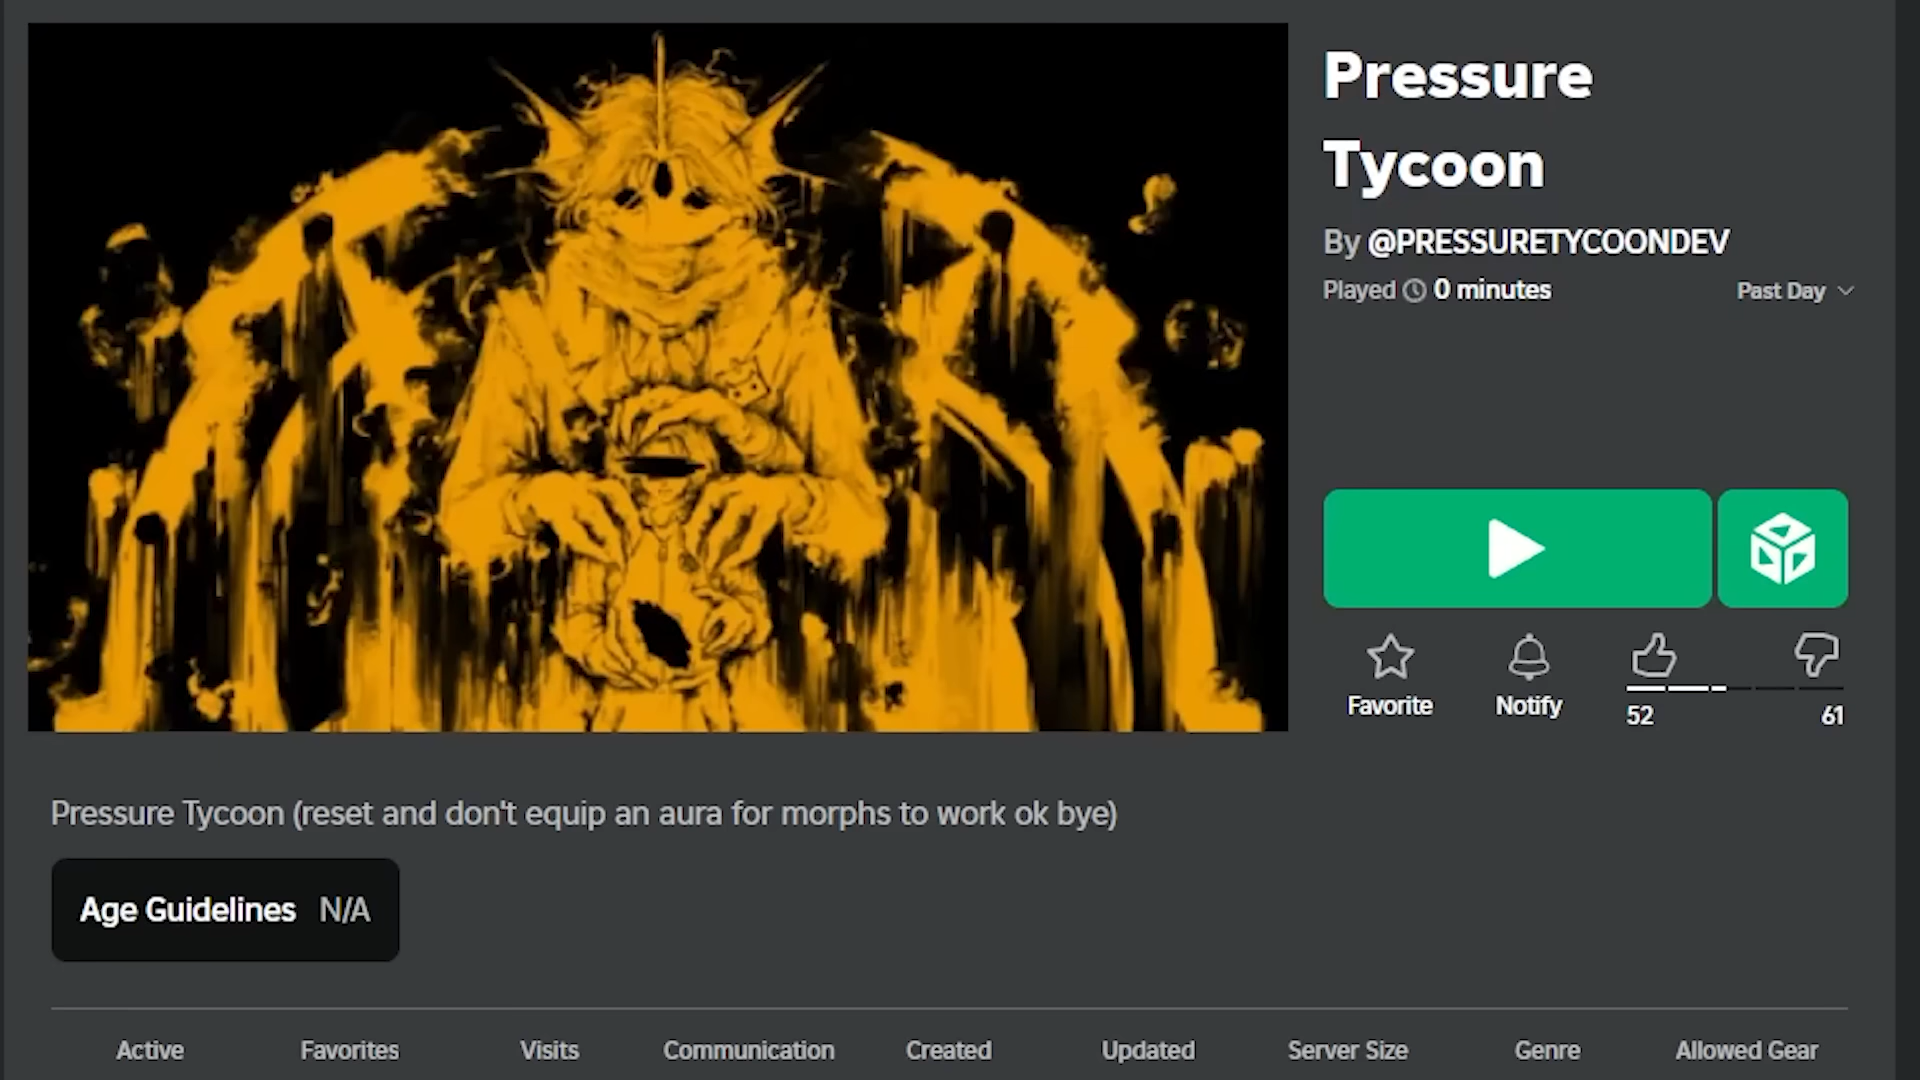 Pressure
Tycoon
By @PRESSURETYCOONDEV
Played 0 minutes
Past Day
Favorite
Notify
52
61
Pressure Tycoon (reset and don't equip an aura for morphs to work ok bye)
Age Guidelines N/A
Active Favorites Visits Communication Created Updated Server Size Genre Allowed Gear